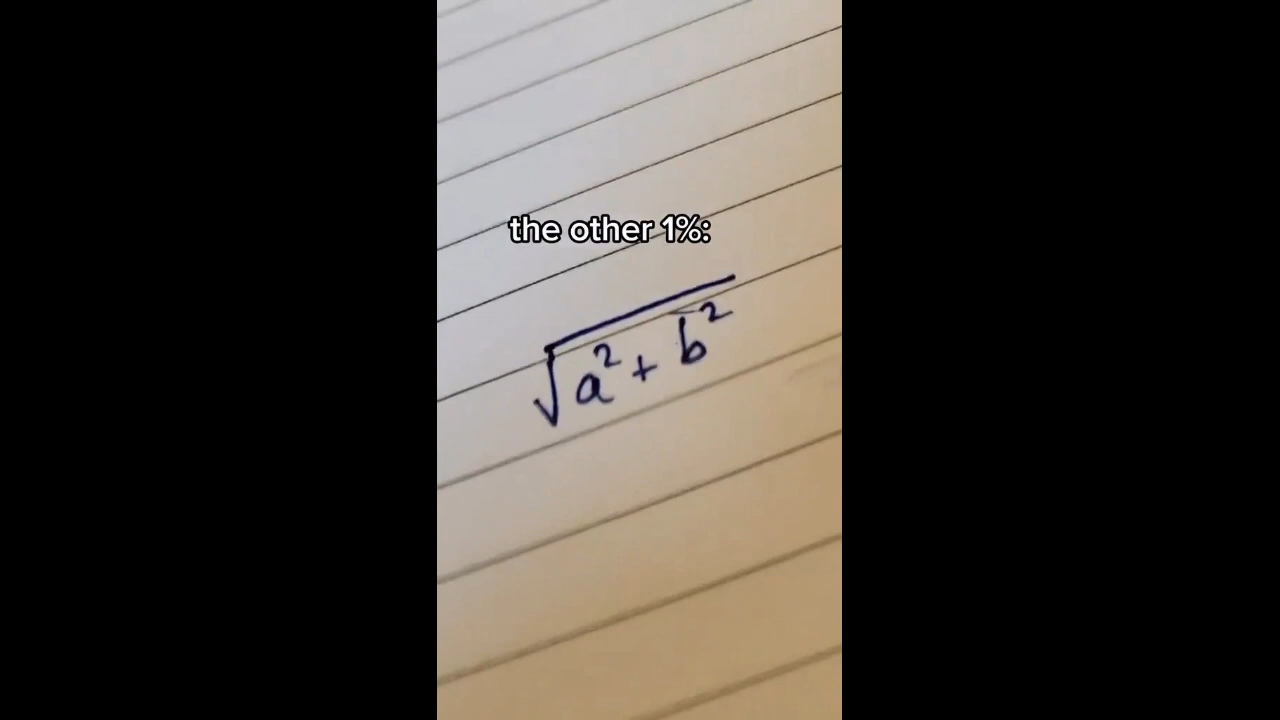 the other 1%:
√a² + b²